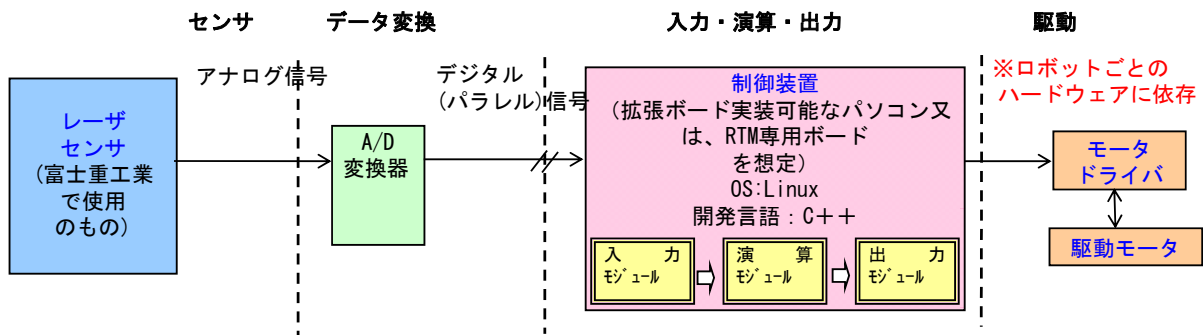 センサ
データ変換
入力・演算・出力
駆動
アナログ信号
デジタル
(パラレル)信号
※ロボットごとの
ハードウェアに依存
レーザ
センサ
(富士重工業
で使用
のもの)
A/D
変換器
制御装置
(拡張ボード実装可能なパソコン又
は、RTM専用ボード
を想定)
OS:Linux
開発言語：C++
入 力
ﾓｼﾞｭｰﾙ
演 算
ﾓｼﾞｭｰﾙ
出 力
ﾓｼﾞｭｰﾙ
モータ
ドライバ
駆動モータ